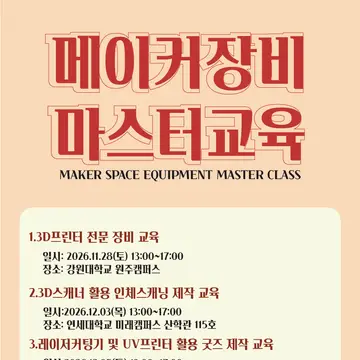 메이커장비
마스터교육
MAKER SPACE EQUIPMENT MASTER CLASS
1.3D프린터 전문 장비 교육
일시: 2026.11.28(토) 13:00~17:00
장소: 강원대학교 원주캠퍼스
2.3D스캐너 활용 인체스캐닝 제작 교육
일시:2026.12.03(목) 13:00~17:00
장소: 연세대학교 미래캠퍼스 산학관 115호
3.레이저커팅기 및 UV프린터 활용 굿즈 제작 교육